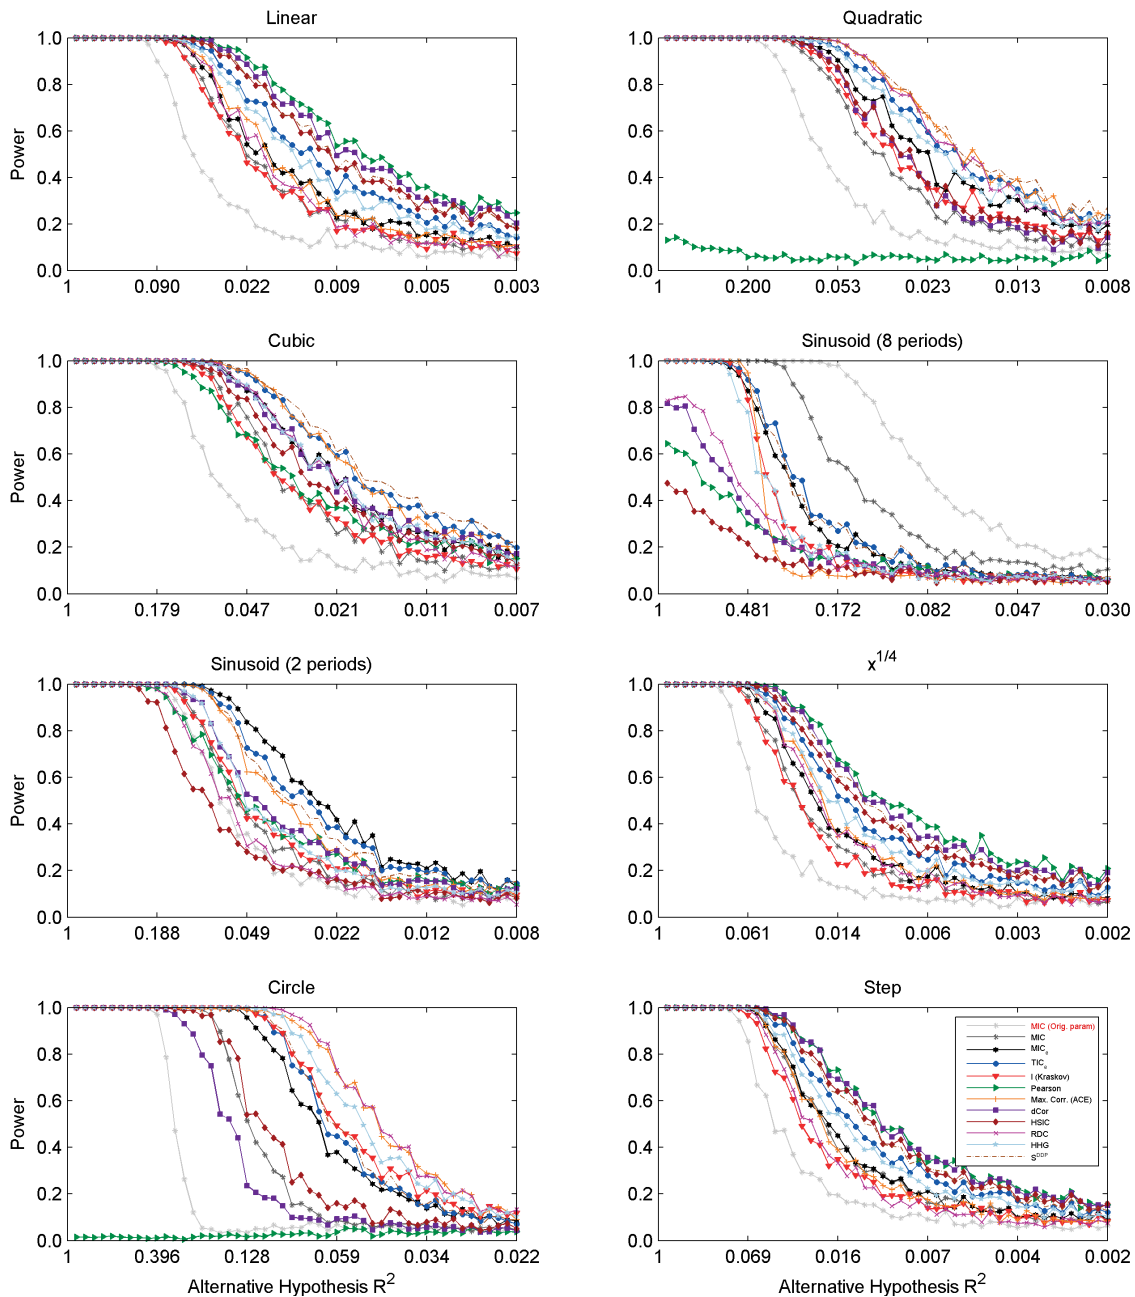 Linear
Power
1.0
0.8
0.6
0.4
0.2
0.0
1 0.090 0.022 0.009 0.005 0.003
Quadratic
1.0
0.8
0.6
0.4
0.2
0.0
1 0.200 0.053 0.023 0.013 0.008
Cubic
Power
1.0
0.8
0.6
0.4
0.2
0.0
1 0.179 0.047 0.021 0.011 0.007
Sinusoid (8 periods)
1.0
0.8
0.6
0.4
0.2
0.0
1 0.481 0.172 0.082 0.047 0.030
Sinusoid (2 periods)
Power
1.0
0.8
0.6
0.4
0.2
0.0
1 0.188 0.049 0.022 0.012 0.008
x^1/4
1.0
0.8
0.6
0.4
0.2
0.0
1 0.061 0.014 0.006 0.003 0.002
Circle
Power
1.0
0.8
0.6
0.4
0.2
0.0
1 0.396 0.128 0.059 0.034 0.022
Alternative Hypothesis R²
Step
1.0
0.8
0.6
0.4
0.2
0.0
1 0.069 0.016 0.007 0.004 0.002
Alternative Hypothesis R²
MIC (Orig. param)
MIC
MICₑ
TICₑ
I (Kraskov)
Pearson
Max. Corr. (ACE)
dCor
HSIC
RDC
HHG
S^DDP